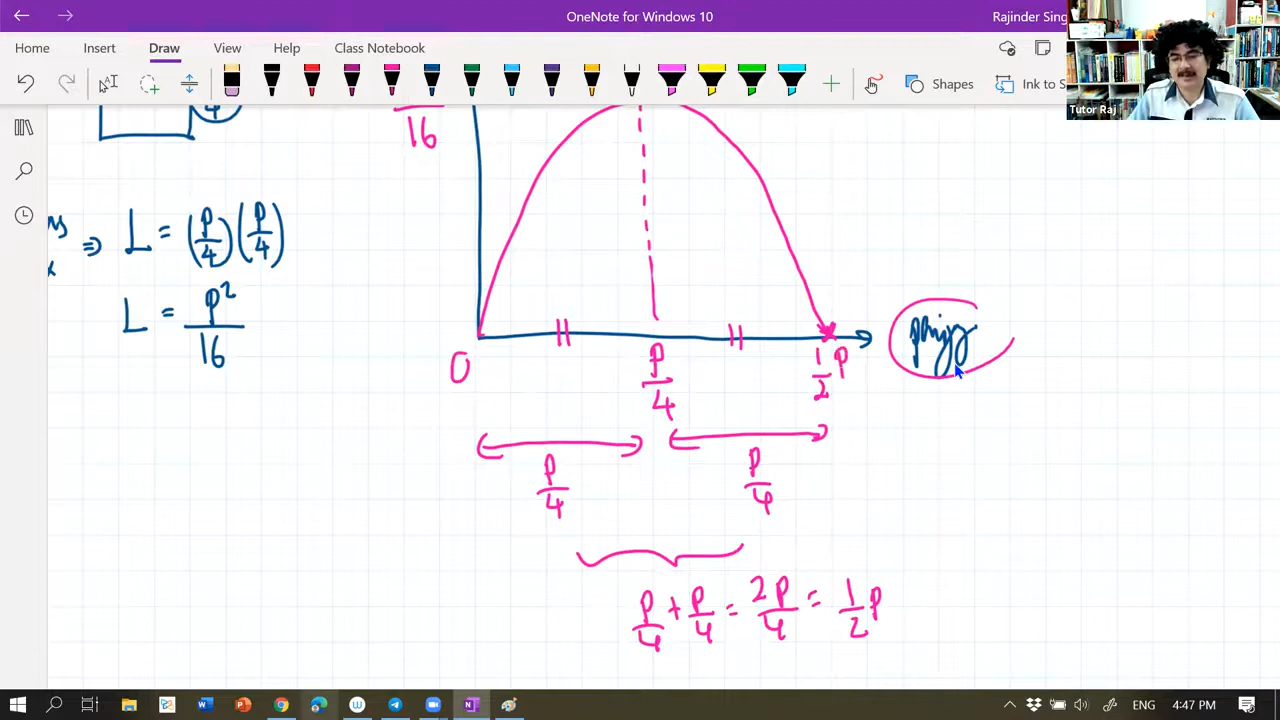 OneNote for Windows 10
Rajinder Sing
Home Insert Draw View Help Class Notebook
Shapes
Ink to S
Tutor Raj
4
16
⇒ L = (P/4)(P/4)
L = P²/16
0
P/4
1/2 P
P/4
P/4
P/4 + P/4 = 2P/4 = 1/2 P
ENG 4:47 PM